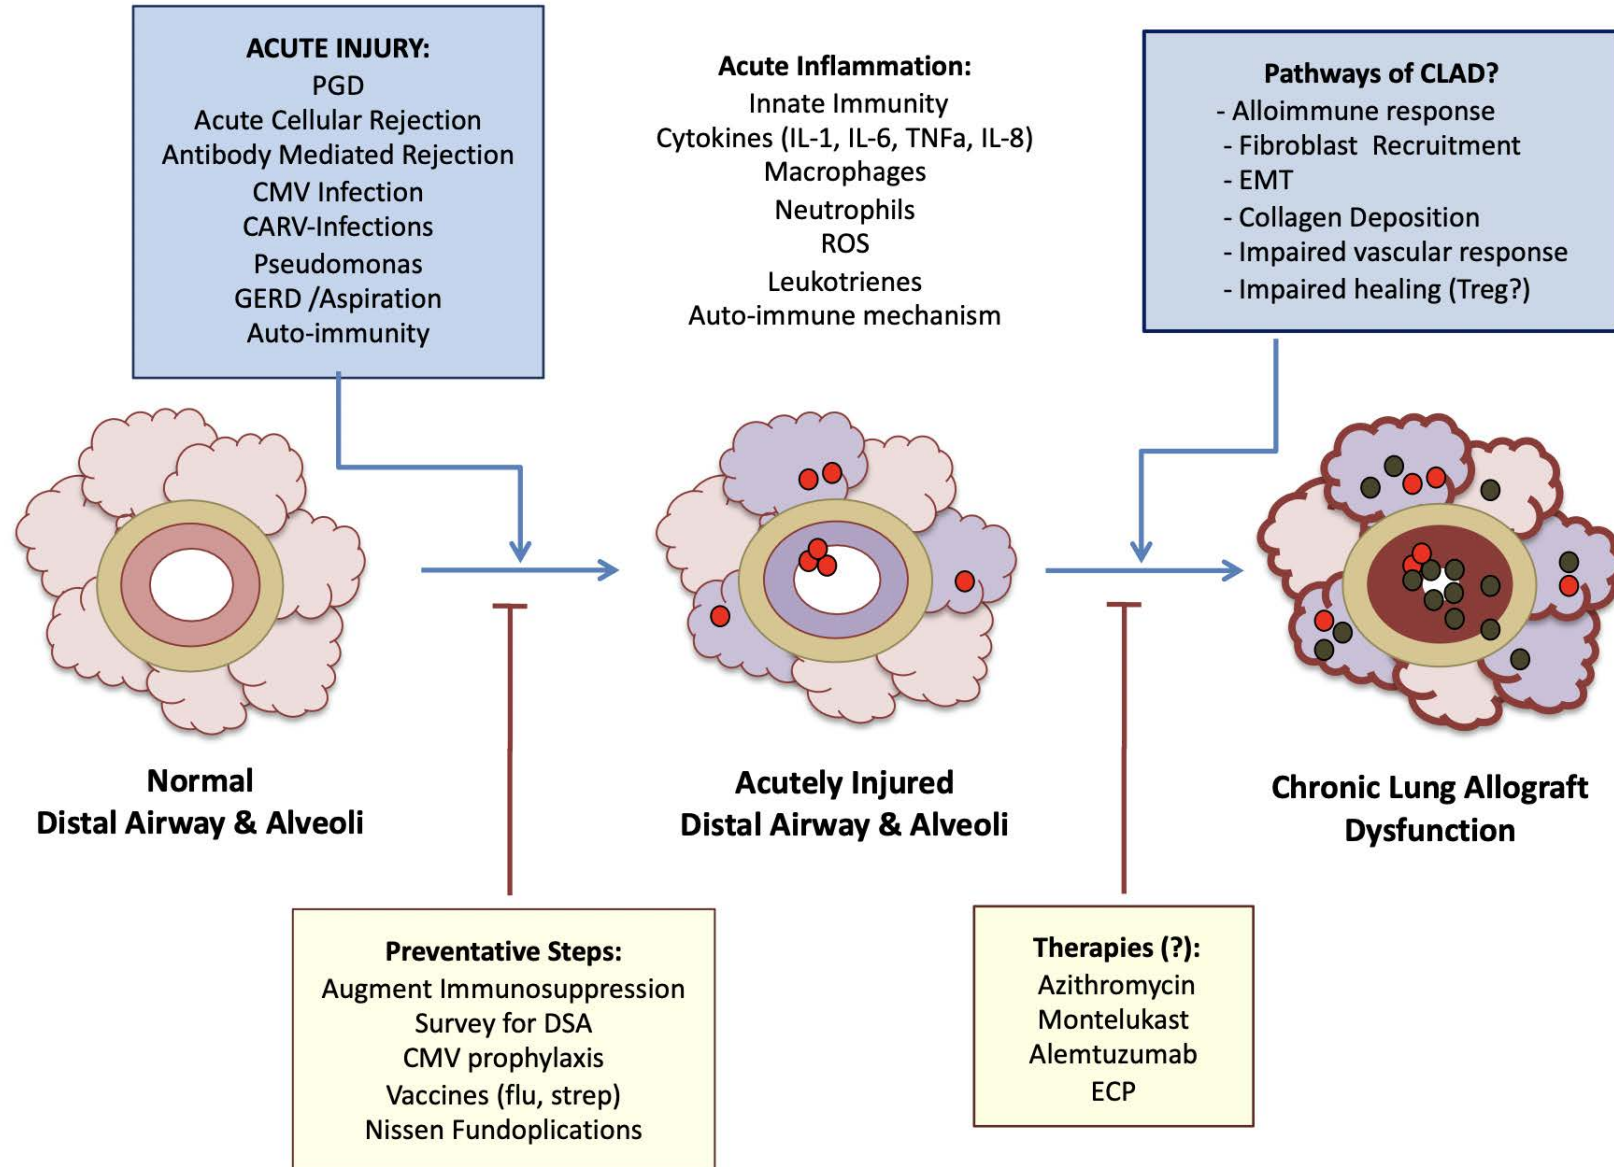 ACUTE INJURY:
PGD
Acute Cellular Rejection
Antibody Mediated Rejection
CMV Infection
CARV-Infections
Pseudomonas
GERD /Aspiration
Auto-immunity
Acute Inflammation:
Innate Immunity
Cytokines (IL-1, IL-6, TNFa, IL-8)
Macrophages
Neutrophils
ROS
Leukotrienes
Auto-immune mechanism
Pathways of CLAD?
- Alloimmune response
- Fibroblast Recruitment
- EMT
- Collagen Deposition
- Impaired vascular response
- Impaired healing (Treg?)
Normal
Distal Airway & Alveoli
Acutely Injured
Distal Airway & Alveoli
Chronic Lung Allograft
Dysfunction
Preventative Steps:
Augment Immunosuppression
Survey for DSA
CMV prophylaxis
Vaccines (flu, strep)
Nissen Fundoplications
Therapies (?):
Azithromycin
Montelukast
Alemtuzumab
ECP